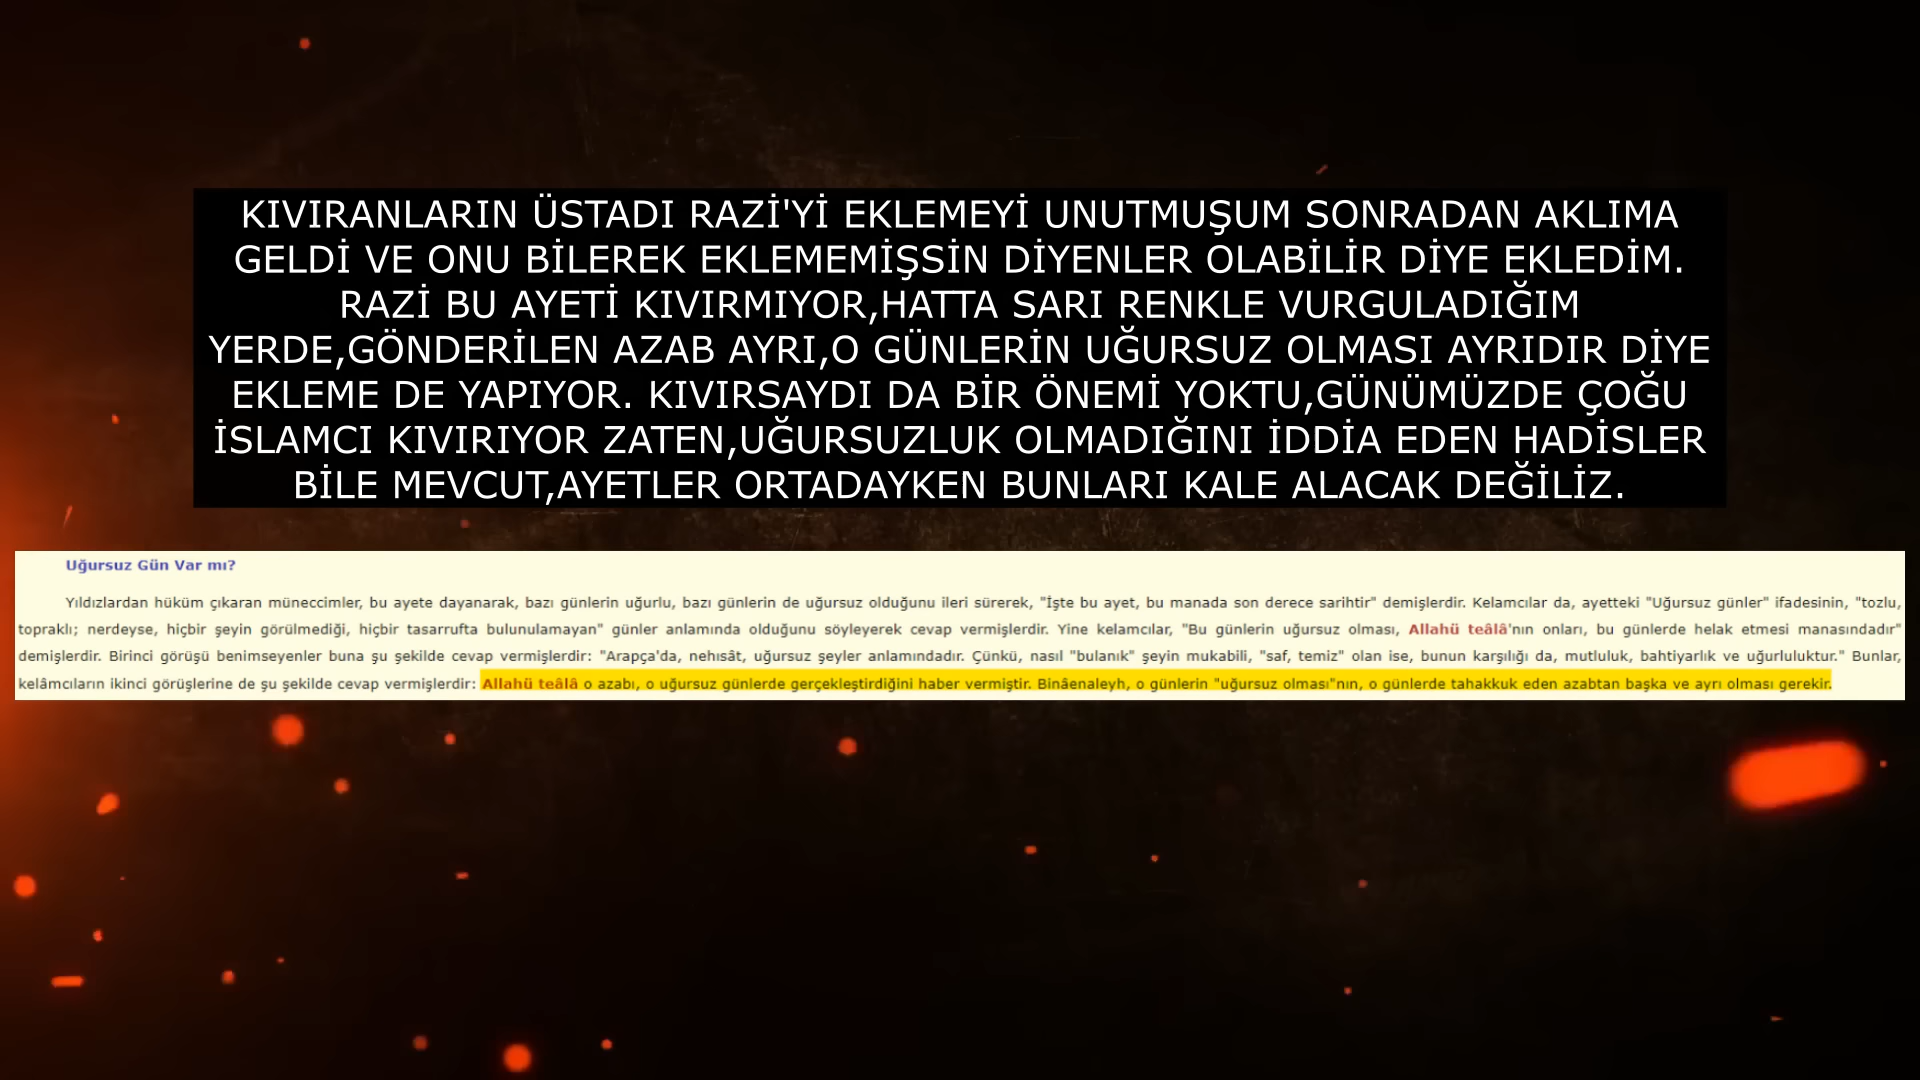 KIVIRANLARIN ÜSTADI RAZİ'Yİ EKLEMEYİ UNUTMUŞUM SONRADAN AKLIMA
GELDİ VE ONU BİLEREK EKLEMEMİŞSİN DİYENLER OLABİLİR DİYE EKLEDİM.
RAZİ BU AYETİ KIVIRMIYOR,HATTA SARI RENKLE VURGULADIĞIM
YERDE,GÖNDERİLEN AZAB AYRI,O GÜNLERİN UĞURSUZ OLMASI AYRIDIR DİYE
EKLEME DE YAPIYOR. KIVIRSAYDI DA BİR ÖNEMİ YOKTU,GÜNÜMÜZDE ÇOĞU
İSLAMCI KIVIRIYOR ZATEN,UĞURSUZLUK OLMADIĞINI İDDİA EDEN HADİSLER
BİLE MEVCUT,AYETLER ORTADAYKEN BUNLARI KALE ALACAK DEĞİLİZ.
Uğursuz Gün Var mı?
Yıldızlardan hüküm çıkaran müneccimler, bu ayete dayanarak, bazı günlerin uğurlu, bazı günlerin de uğursuz olduğunu ileri sürerek, "İşte bu ayet, bu manada son derece sarihtir" demişlerdir. Kelamcılar da, ayetteki "Uğursuz günler" ifadesinin, "tozlu,
topraklı; nerdeyse, hiçbir şeyin görülmediği, hiçbir tasarrufta bulunulamayan" günler anlamında olduğunu söyleyerek cevap vermişlerdir. Yine kelamcılar, "Bu günlerin uğursuz olması, Allahü teâlâ'nın onları, bu günlerde helak etmesi manasındadır"
demişlerdir. Birinci görüşü benimseyenler buna şu şekilde cevap vermişlerdir: "Arapça'da, nehısât, uğursuz şeyler anlamındadır. Çünkü, nasıl "bulanık" şeyin mukabili, "saf, temiz" olan ise, bunun karşılığı da, mutluluk, bahtiyarlık ve uğurluluktur." Bunlar,
kelâmcıların ikinci görüşlerine de şu şekilde cevap vermişlerdir: Allahü teâlâ o azabı, o uğursuz günlerde gerçekleştirdiğini haber vermiştir. Binâenaleyh, o günlerin "uğursuz olması"nın, o günlerde tahakkuk eden azabtan başka ve ayrı olması gerekir.